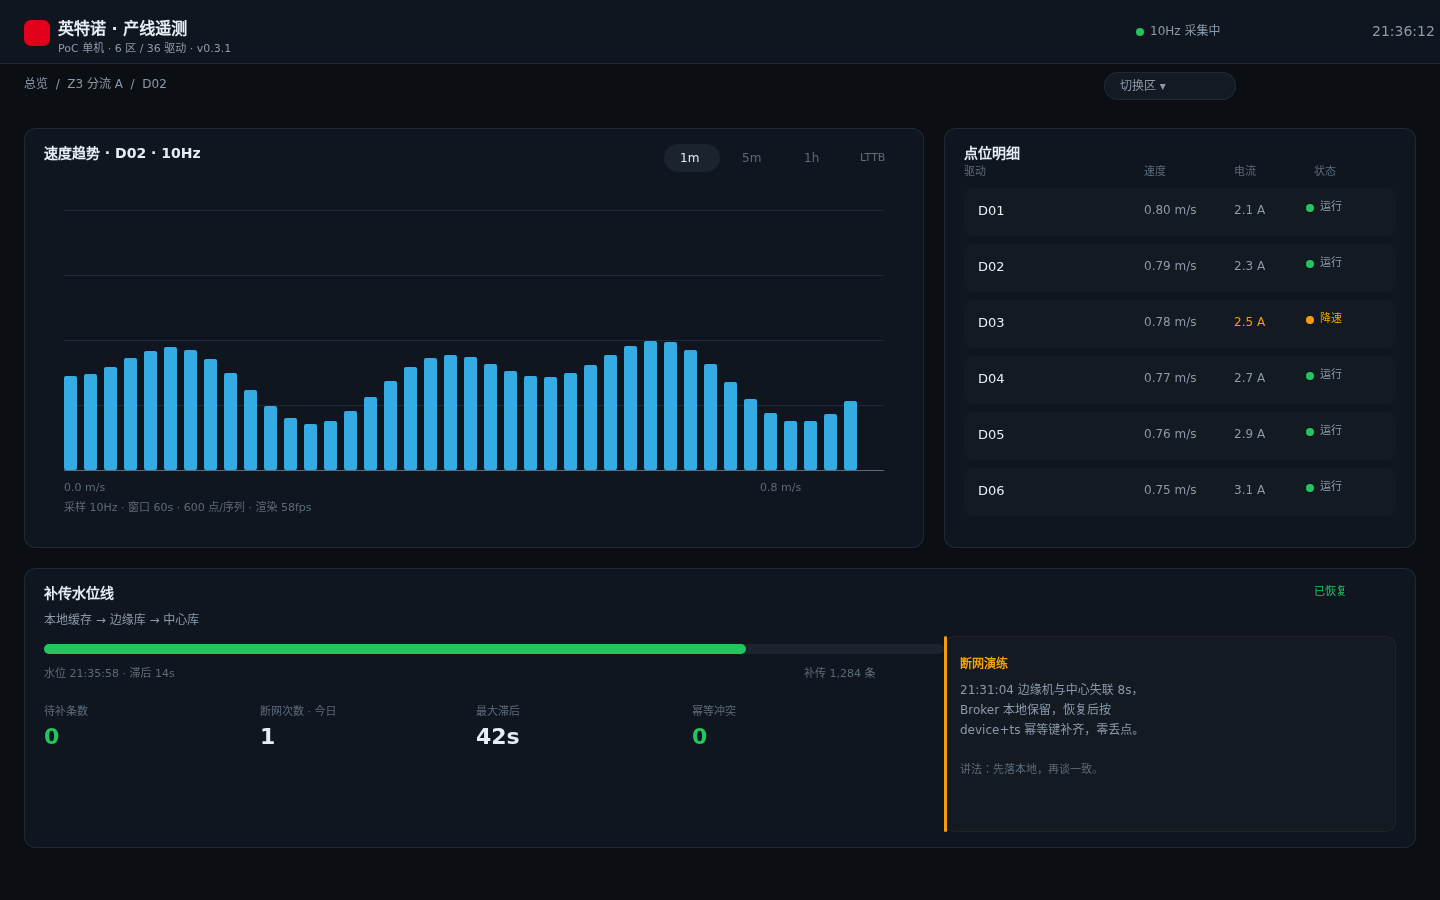 英特诺 · 产线遥测
PoC 单机 · 6 区 / 36 驱动 · v0.3.1
10Hz 采集中
21:36:12
总览 / Z3 分流 A / D02
切换区 ▾
速度趋势 · D02 · 10Hz
1m 5m 1h LTTB
0.0 m/s 0.8 m/s
采样 10Hz · 窗口 60s · 600 点/序列 · 渲染 58fps
点位明细
驱动 速度 电流 状态
D01 0.80 m/s 2.1 A 运行
D02 0.79 m/s 2.3 A 运行
D03 0.78 m/s 2.5 A 降速
D04 0.77 m/s 2.7 A 运行
D05 0.76 m/s 2.9 A 运行
D06 0.75 m/s 3.1 A 运行
补传水位线
已恢复
本地缓存 → 边缘库 → 中心库
水位 21:35:58 · 滞后 14s
补传 1,284 条
待补条数 断网次数 · 今日 最大滞后 幂等冲突
0 1 42s 0
断网演练
21:31:04 边缘机与中心失联 8s，
Broker 本地保留，恢复后按
device+ts 幂等键补齐，零丢点。
讲法：先落本地，再谈一致。